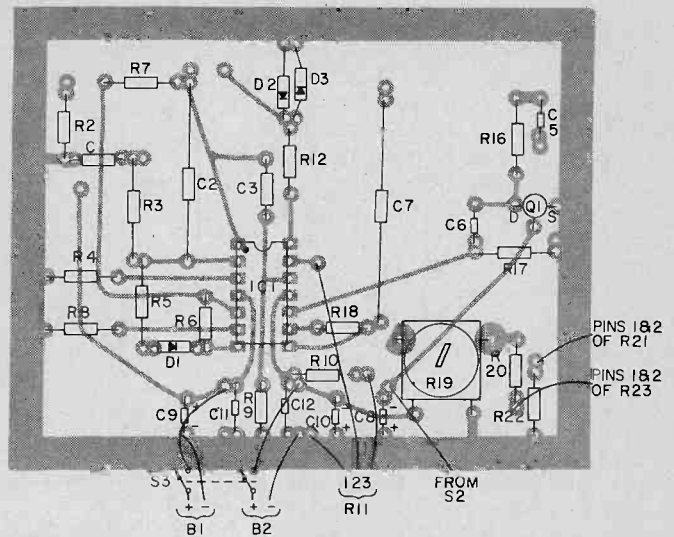 R7
D2
D3
R2
C
5
R16
C
R12
R3
C2
C3
C7
C6
D
Q1
S
R4
R17
IC1
R5
R8
R6
R18
D1
PINS 1&2
OF R21
R10
R19
R
20
PINS 1&2
OF R23
R22
C9
C11
R
9
C12
C10
C8
-
-
-
+
+
S3
+ -
+ -
123
FROM
S2
B1
B2
R11